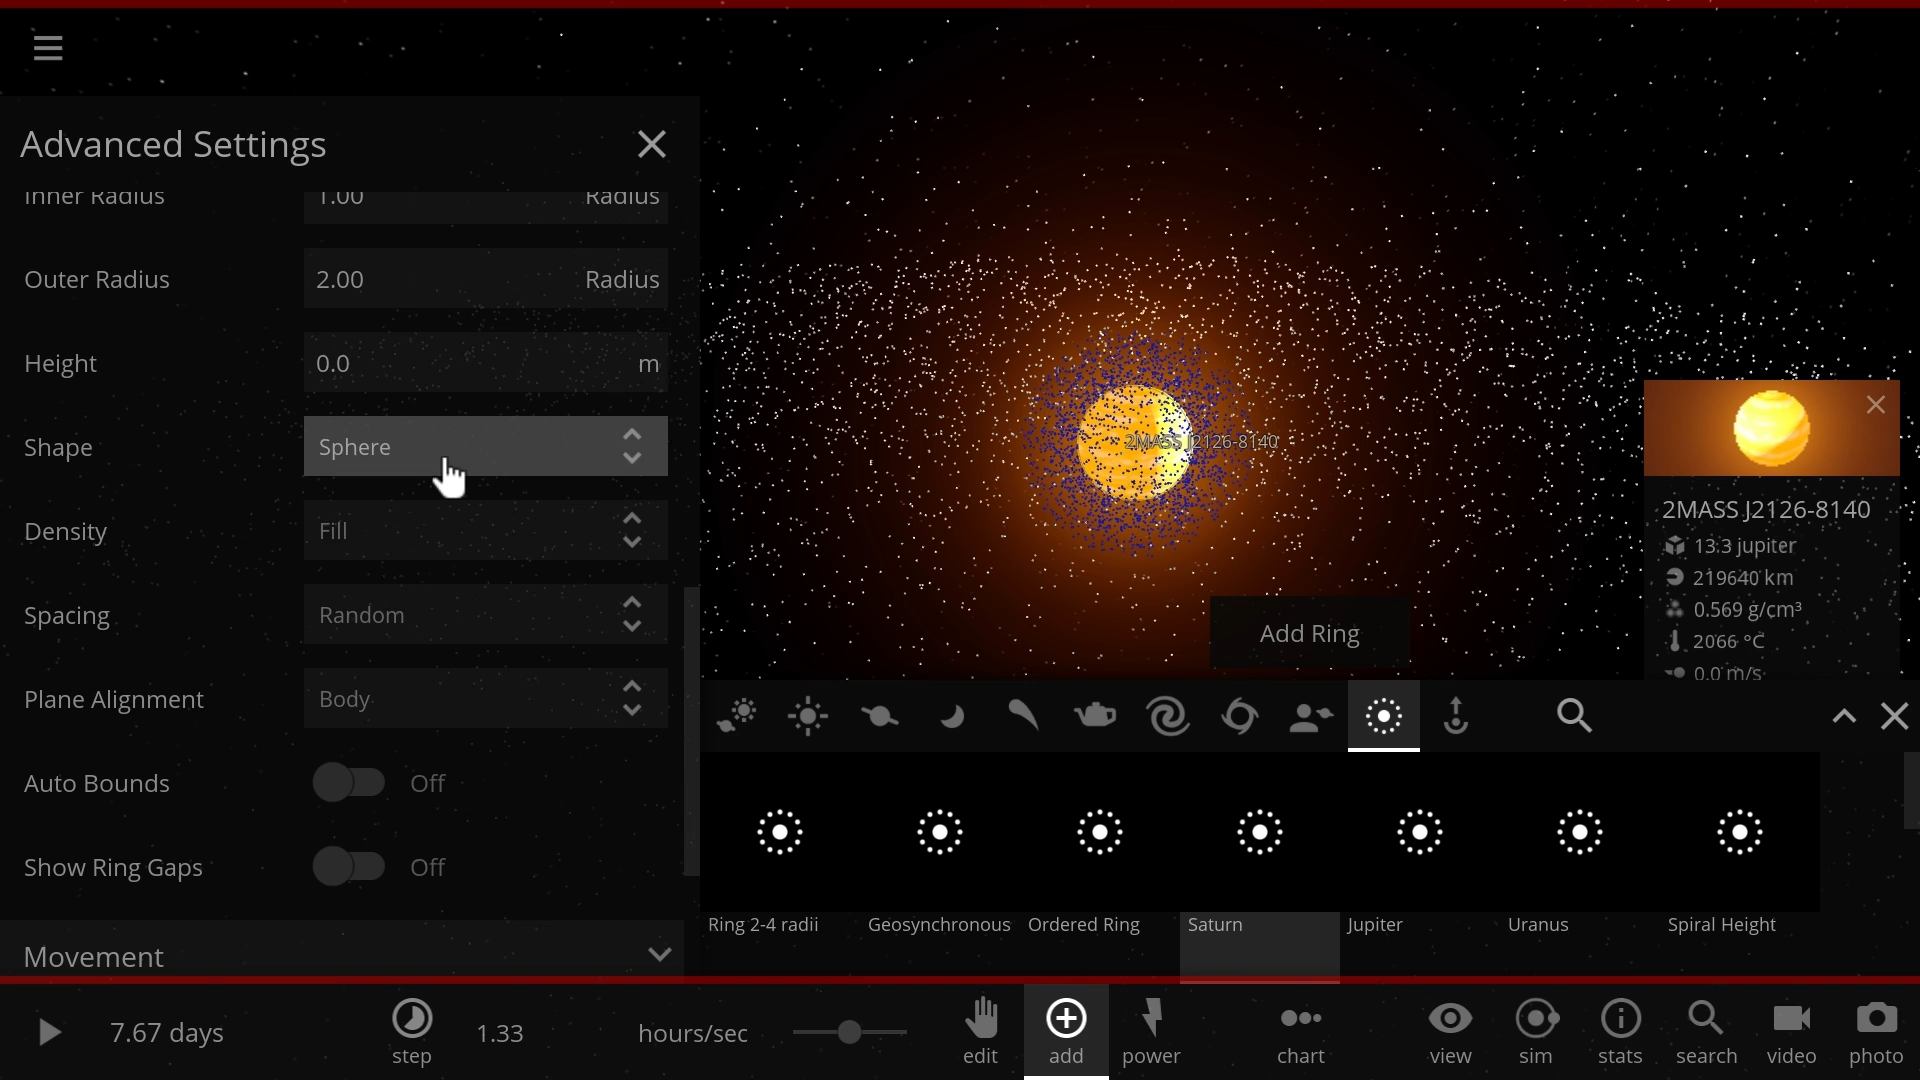 Advanced Settings
Inner Radius 1.00 Radius
Outer Radius 2.00 Radius
Height 0.0 m
Shape Sphere
Density Fill
Spacing Random
Plane Alignment Body
Auto Bounds Off
Show Ring Gaps Off
Movement
2MASS J2126-8140
2MASS J2126-8140
13.3 jupiter
219640 km
0.569 g/cm³
2066 °C
0.0 m/s
Add Ring
Ring 2-4 radii Geosynchronous Ordered Ring Saturn Jupiter Uranus Spiral Height
7.67 days step 1.33 hours/sec edit add power chart view sim stats search video photo